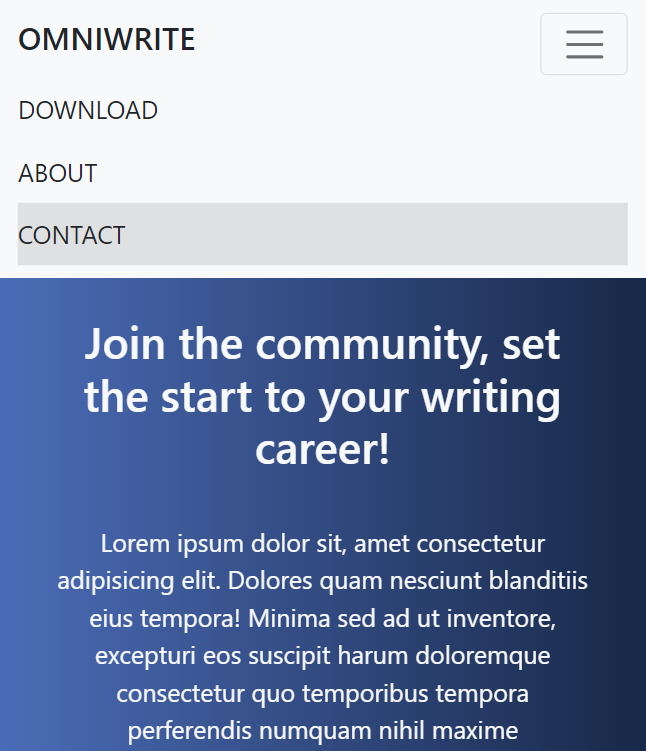 OMNIWRITE
DOWNLOAD
ABOUT
CONTACT
Join the community, set
the start to your writing
career!
Lorem ipsum dolor sit, amet consectetur
adipisicing elit. Dolores quam nesciunt blanditiis
eius tempora! Minima sed ad ut inventore,
excepturi eos suscipit harum doloremque
consectetur quo temporibus tempora
perferendis numquam nihil maxime